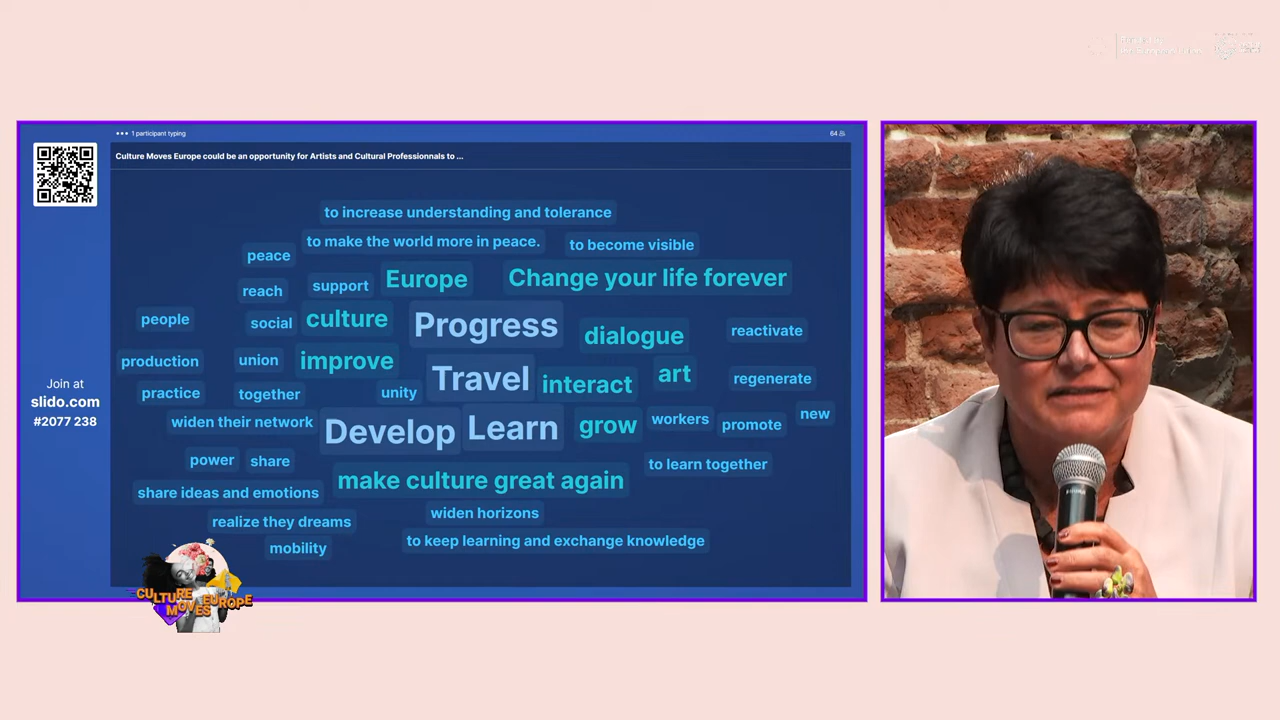 1 participant typing
64
Culture Moves Europe could be an opportunity for Artists and Cultural Professionnals to ...
to increase understanding and tolerance
to make the world more in peace.
to become visible
peace
Europe
Change your life forever
reach
support
people
social
culture
Progress
dialogue
reactivate
production
union
improve
Travel
interact
art
regenerate
practice
together
unity
widen their network
Develop
Learn
grow
workers
promote
new
power
share
to learn together
share ideas and emotions
make culture great again
widen horizons
realize they dreams
mobility
to keep learning and exchange knowledge
Join at
slido.com
#2077 238
CULTURE
MOVES
EUROPE